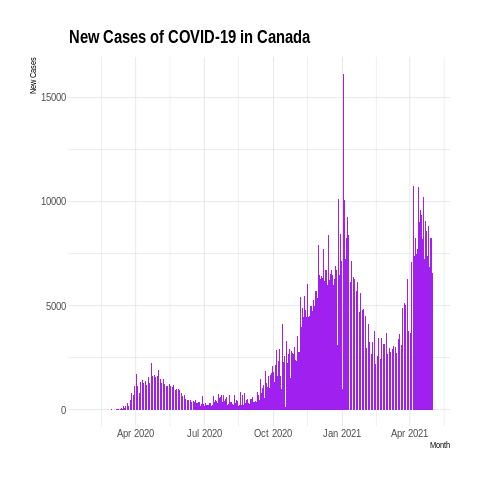 New Cases of COVID-19 in Canada
New Cases
15000
10000
5000
0
Apr 2020 Jul 2020 Oct 2020 Jan 2021 Apr 2021
Month